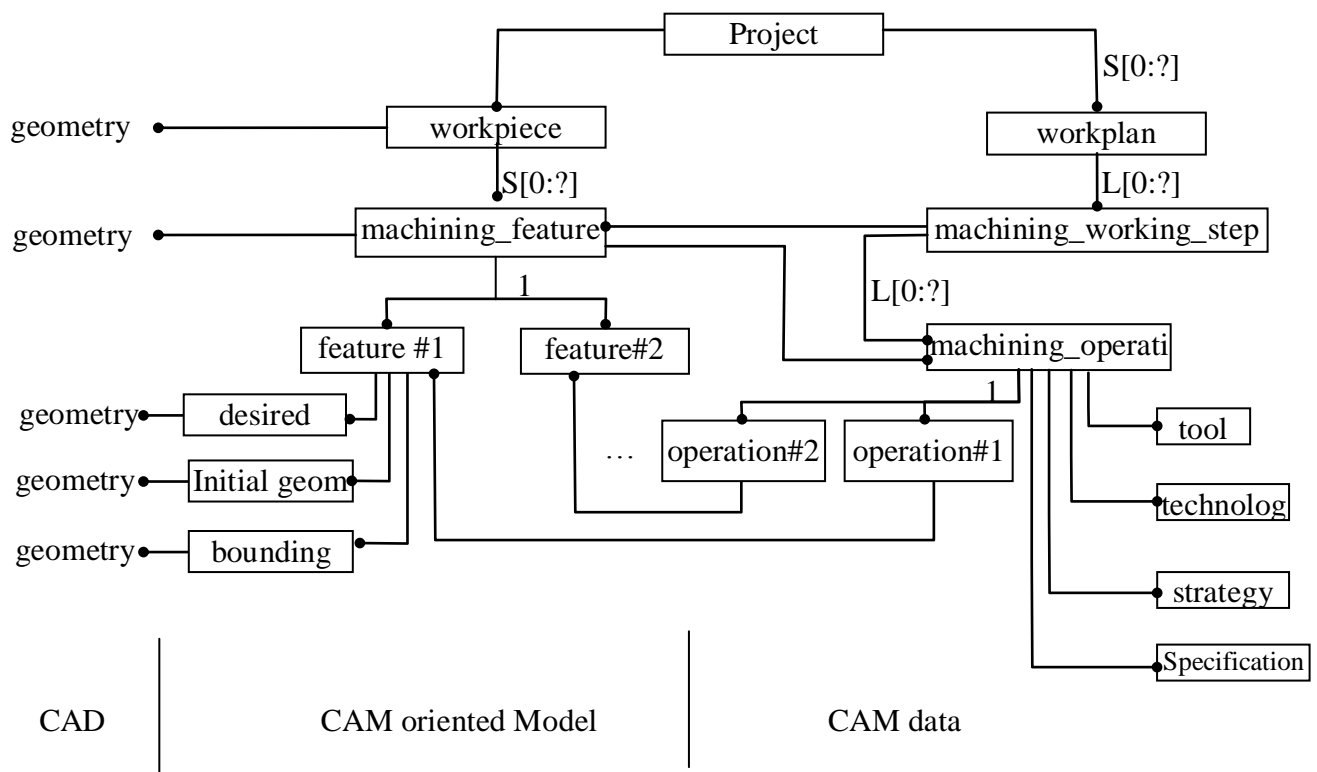 Project
S[0:?]
geometry
workpiece
workplan
S[0:?]
L[0:?]
geometry
machining_feature
machining_working_step
1
L[0:?]
feature #1
feature#2
machining_operati
1
geometry
desired
tool
operation#2
operation#1
…
geometry
Initial geom
technolog
geometry
bounding
strategy
Specification
CAD
CAM oriented Model
CAM data